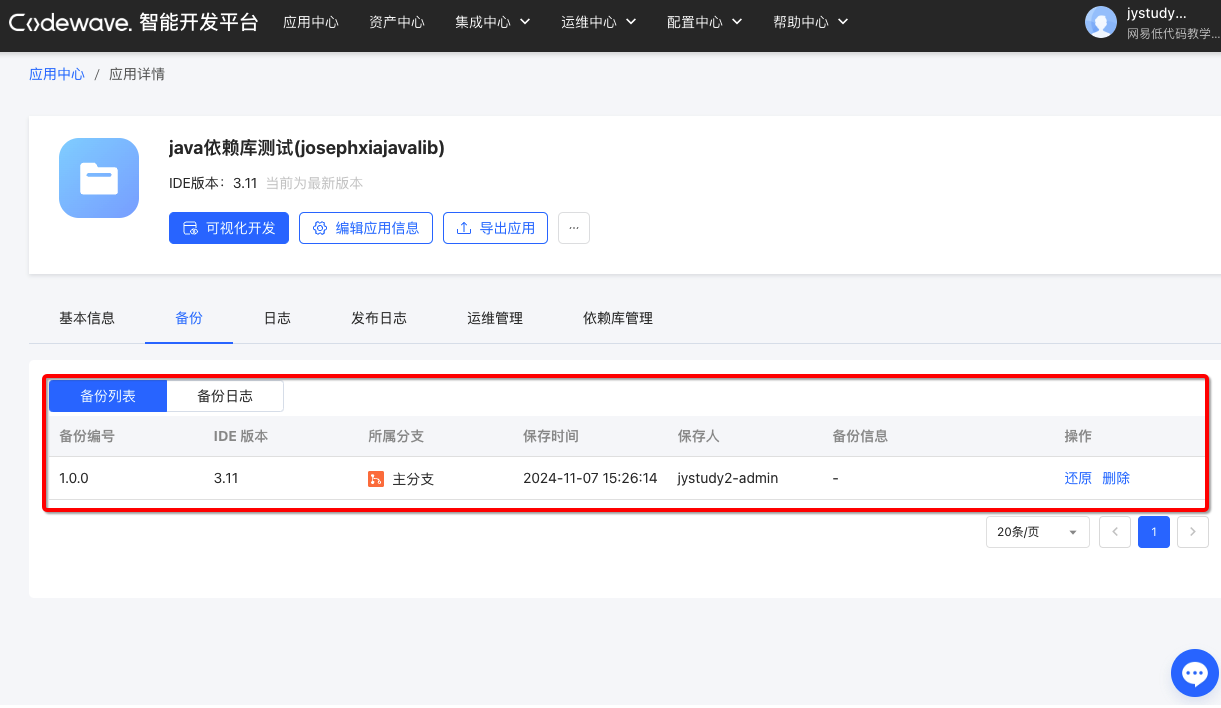 Codewave. 智能开发平台 应用中心 资产中心 集成中心 运维中心 配置中心 帮助中心 jystudy...
网易低代码教学...
应用中心 / 应用详情
java依赖库测试(josephxiajavalib)
IDE版本： 3.11 当前为最新版本
可视化开发 编辑应用信息 导出应用 ...
基本信息 备份 日志 发布日志 运维管理 依赖库管理
备份列表 备份日志
备份编号 IDE 版本 所属分支 保存时间 保存人 备份信息 操作
1.0.0 3.11 主分支 2024-11-07 15:26:14 jystudy2-admin - 还原 删除
20条/页 1